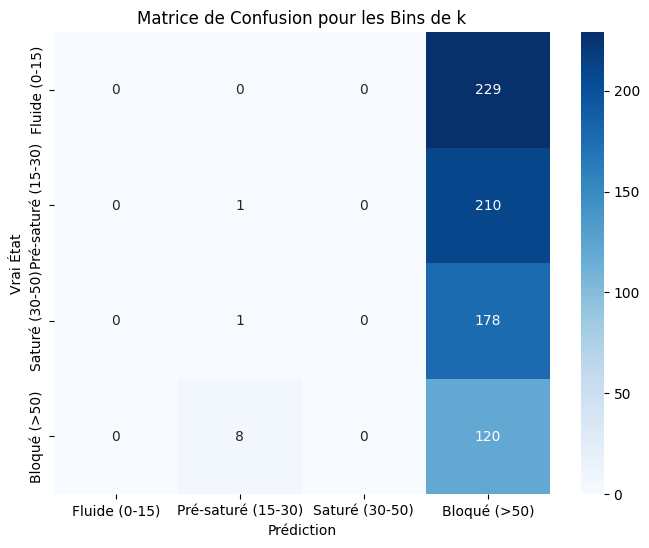 Matrice de Confusion pour les Bins de k
Vrai État
Fluide (0-15)
0 0 0 229
Pré-saturé (15-30)
0 1 0 210
Saturé (30-50)
0 1 0 178
Bloqué (>50)
0 8 0 120
Fluide (0-15) Pré-saturé (15-30) Saturé (30-50) Bloqué (>50)
Prédiction
200
150
100
50
0